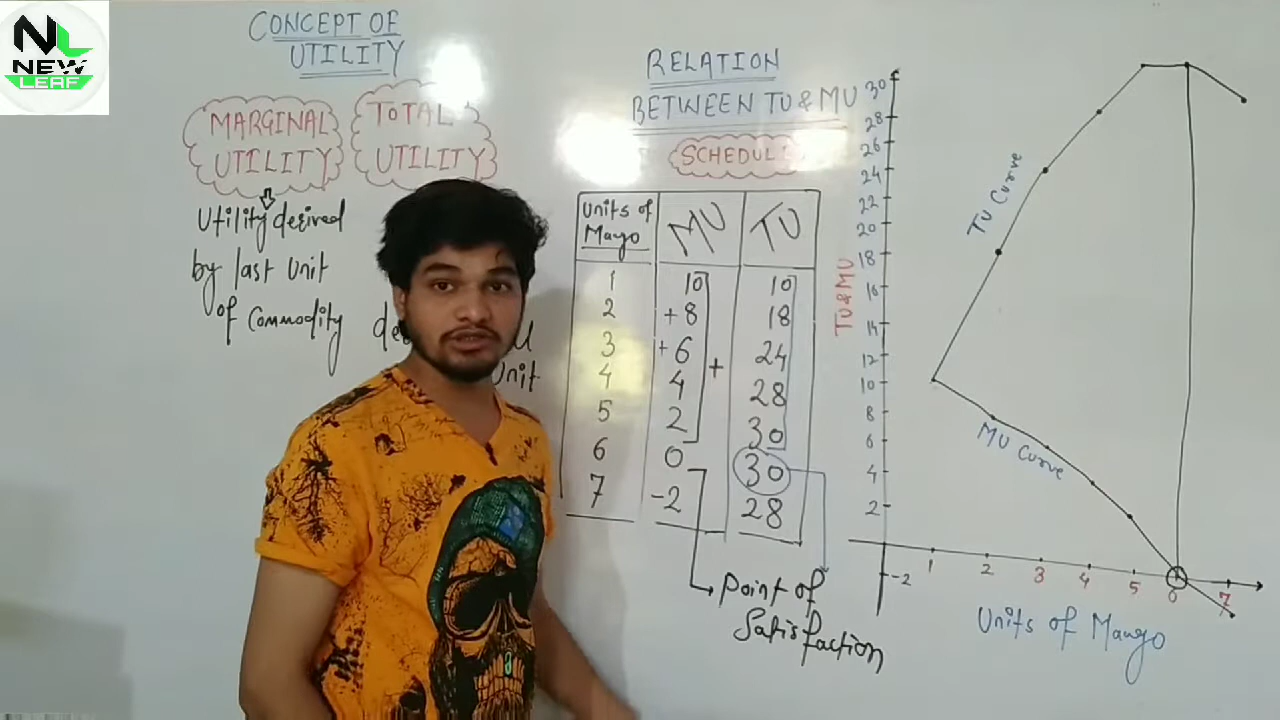 NL
NEW
LEAF
CONCEPT OF
UTILITY
MARGINAL
UTILITY
TOTAL
UTILITY
Utility derived
by last Unit
of Commodity
Unit
RELATION
BETWEEN TU & MU
SCHEDUL
Units of
Mago
MU
TU
1 10 10
2 +8 18
3 +6 24
4 4 28
5 2 30
6 0 30
7 -2 28
+
Point of
Satisfaction
30
28
26
24
22
20
18
16
14
12
10
8
6
4
2
-2
TU & MU
TU Curve
MU Curve
1 2 3 4 5 6 7
Units of Mango